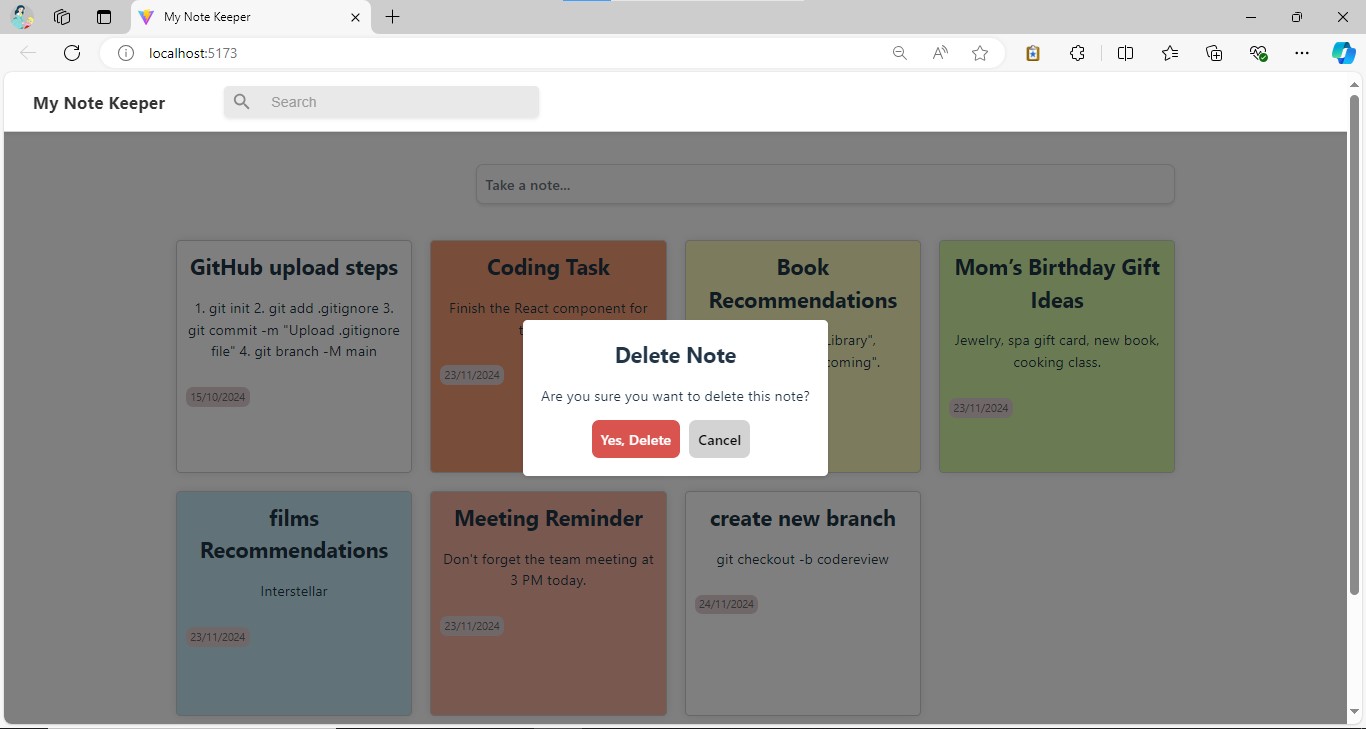 My Note Keeper
localhost:5173
My Note Keeper
Search
Take a note...
GitHub upload steps
1. git init 2. git add .gitignore 3.
git commit -m "Upload .gitignore
file" 4. git branch -M main
15/10/2024
Coding Task
Finish the React component for
23/11/2024
Book
Recommendations
Library",
coming".
Mom's Birthday Gift
Ideas
Jewelry, spa gift card, new book,
cooking class.
23/11/2024
Delete Note
Are you sure you want to delete this note?
Yes, Delete
Cancel
films
Recommendations
Interstellar
23/11/2024
Meeting Reminder
Don't forget the team meeting at
3 PM today.
23/11/2024
create new branch
git checkout -b codereview
24/11/2024